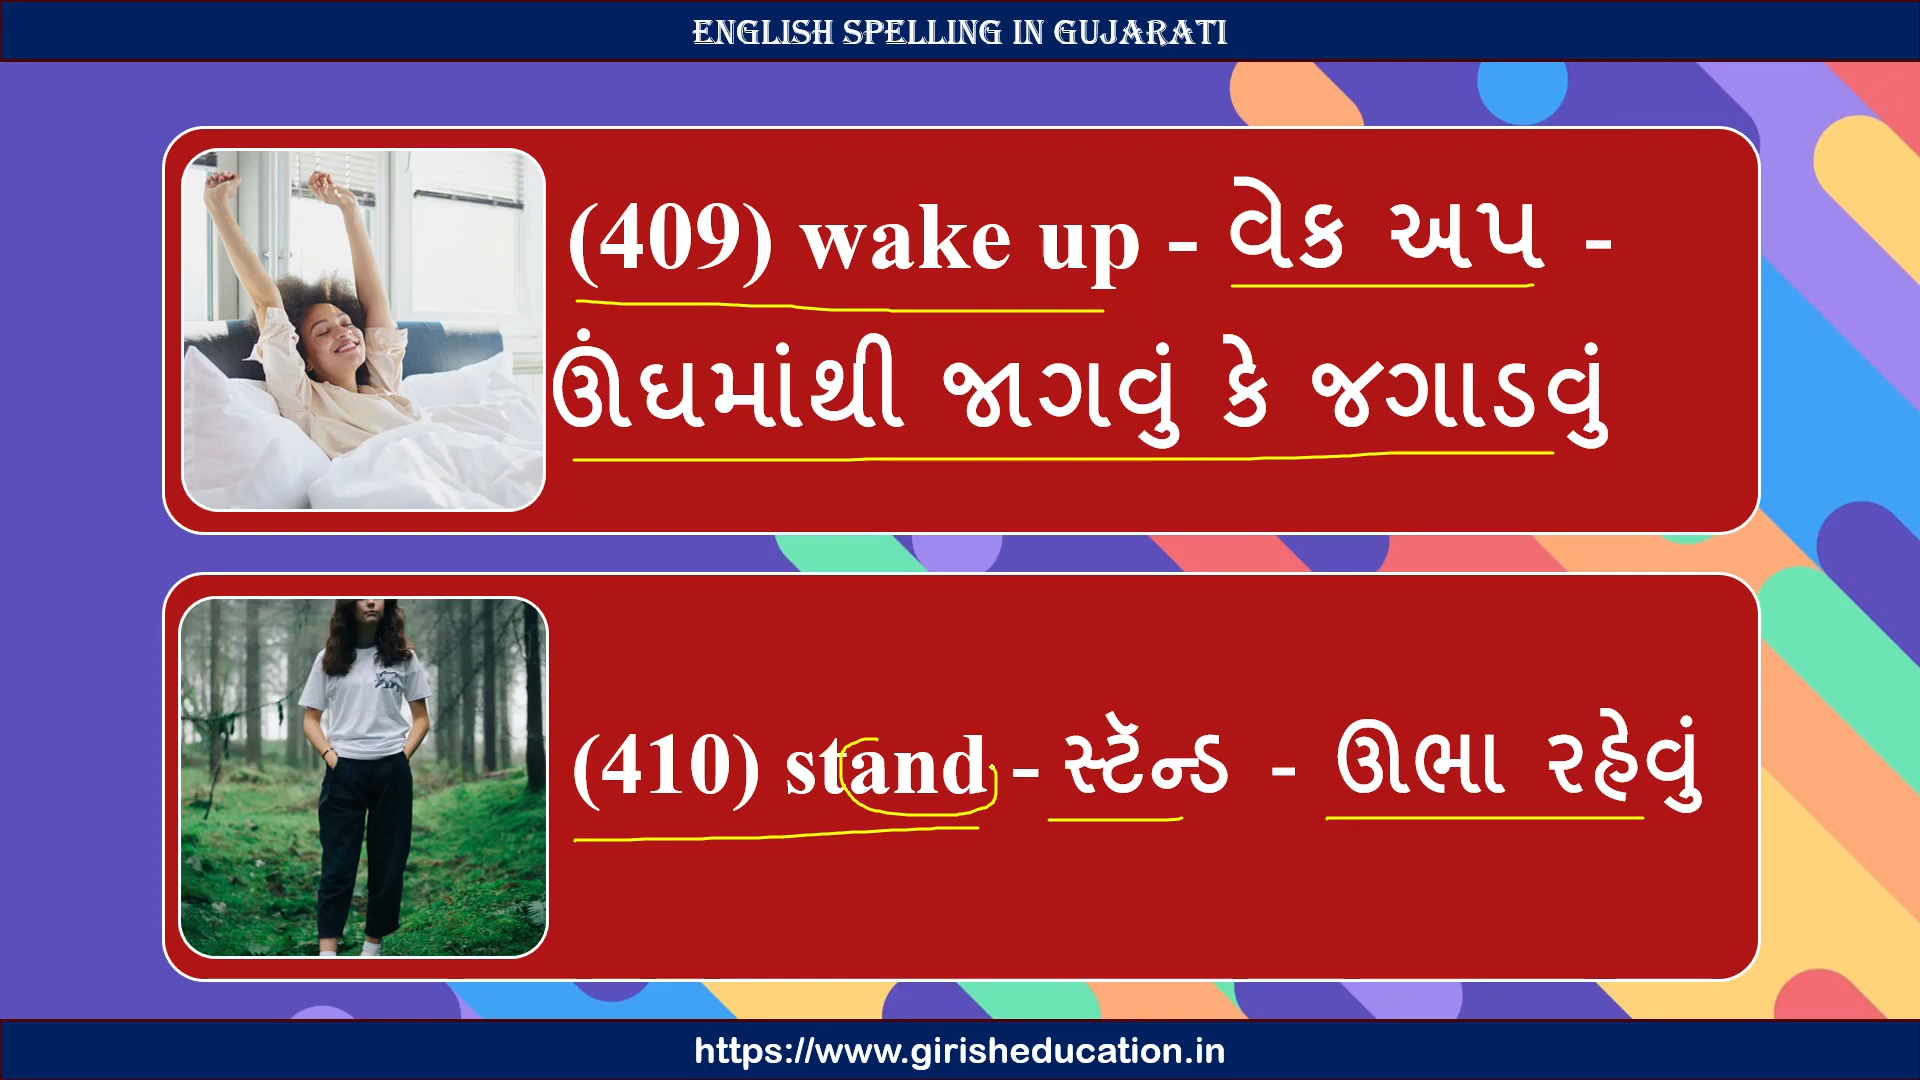 ENGLISH SPELLING IN GUJARATI
(409) wake up - વેક અપ -
ઊંઘમાંથી જાગવું કે જગાડવું
(410) stand - સ્ટૅન્ડ - ઊભા રહેવું
https://www.girisheducation.in